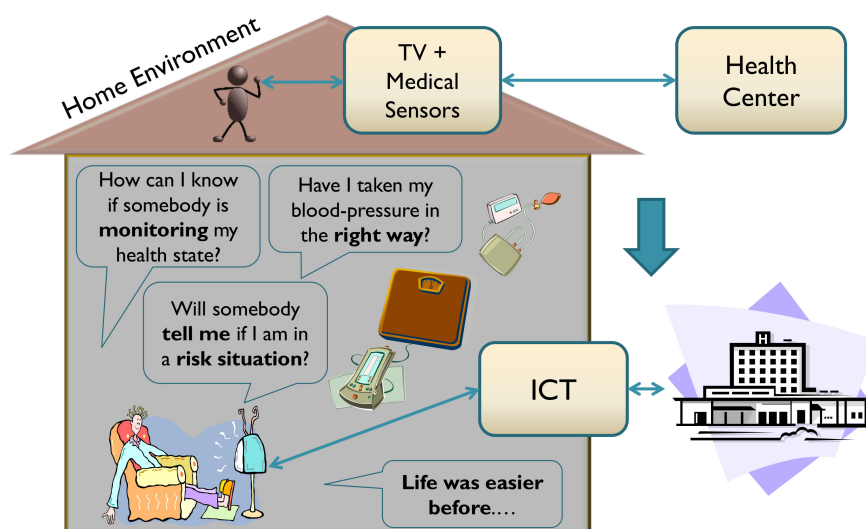 Home Environment
TV +
Medical
Sensors
Health
Center
How can I know
if somebody is
monitoring my
health state?
Have I taken my
blood-pressure in
the right way?
Will somebody
tell me if I am in
a risk situation?
ICT
H
Life was easier
before.…